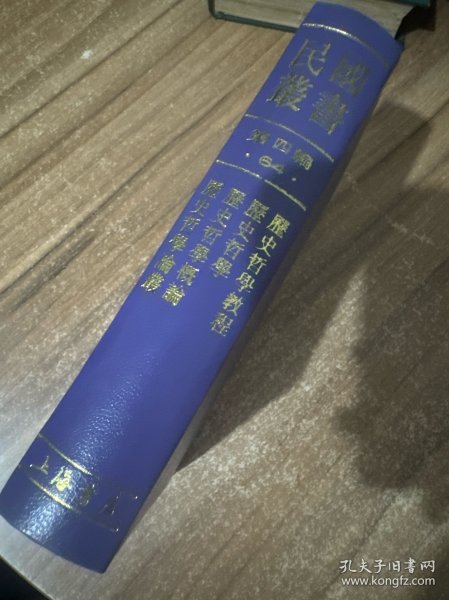 民國
叢書
第四編
·64·
歷史哲學教程
歷史哲學
歷史哲學概論
歷史哲學論叢
上海書店
孔夫子旧书网
www.kongfz.com